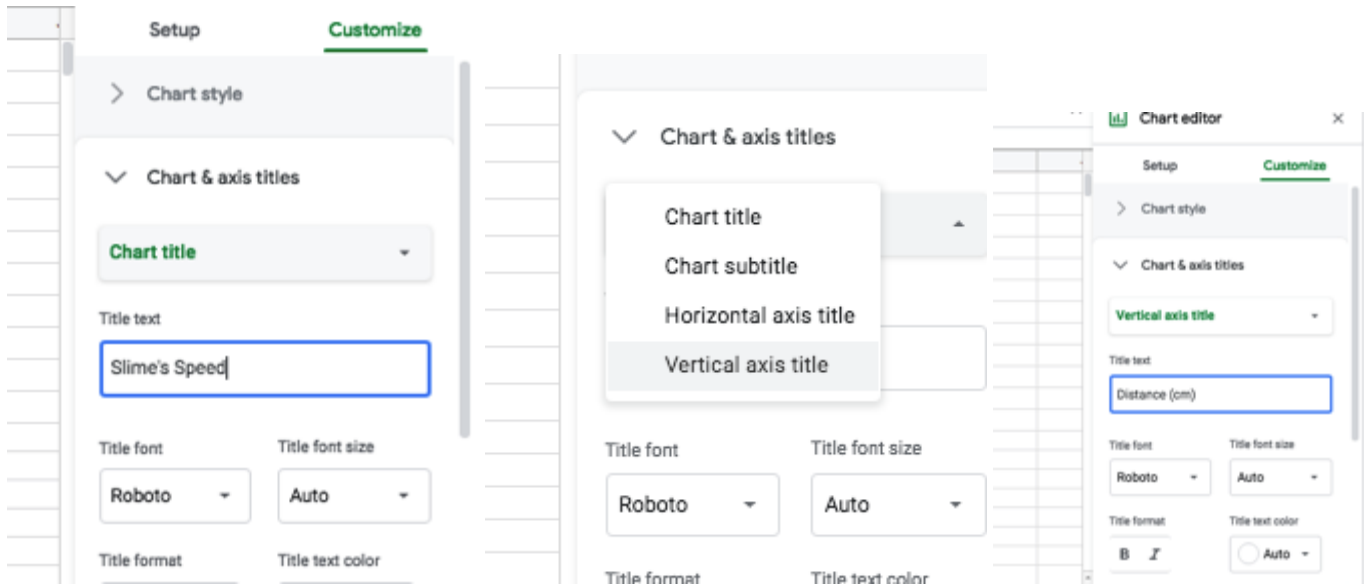 Setup Customize
Chart style
Chart & axis titles
Chart title
Title text
Slime's Speed
Title font Title font size
Roboto Auto
Title format Title text color
Chart & axis titles
Chart title
Chart subtitle
Horizontal axis title
Vertical axis title
Title font Title font size
Roboto Auto
Title format Title text color
Chart editor
Setup Customize
Chart style
Chart & axis titles
Vertical axis title
Title text
Distance (cm)
Title font Title font size
Roboto Auto
Title format Title text color
B I Auto